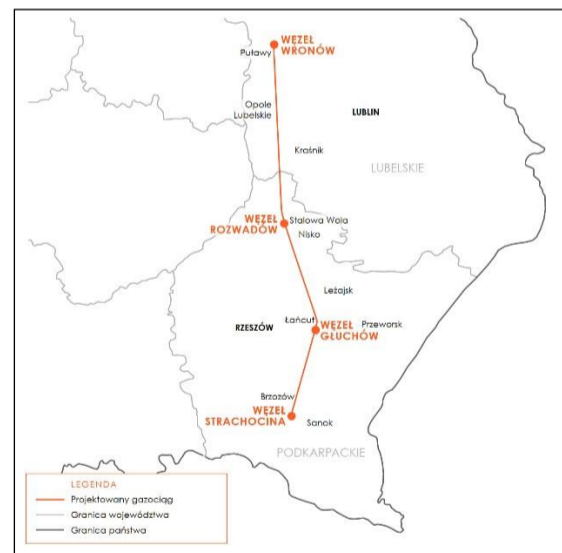 WĘZEŁ
WRONÓW
Puławy
Opole
Lubelskie
LUBLIN
Kraśnik
LUBELSKIE
WĘZEŁ
ROZWADÓW
Stalowa Wola
Nisko
Leżajsk
Łańcut
RZESZÓW
WĘZEŁ
GŁUCHÓW
Przeworsk
Brzozów
WĘZEŁ
STRACHOCINA
Sanok
PODKARPACKIE
LEGENDA
Projektowany gazociąg
Granica województwa
Granica państwa